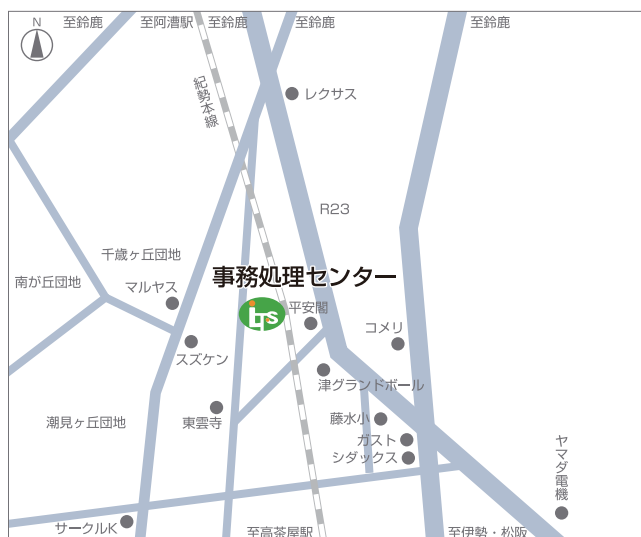 N
至鈴鹿
至阿漕駅
至鈴鹿
至鈴鹿
至鈴鹿
紀勢本線
レクサス
R23
千歳ヶ丘団地
事務処理センター
南が丘団地
マルヤス
平安閣
iTS
コメリ
スズケン
津グランドボール
潮見ヶ丘団地
東雲寺
藤水小
ガスト
シダックス
ヤマダ電機
サークルK
至高茶屋駅
至伊勢・松阪